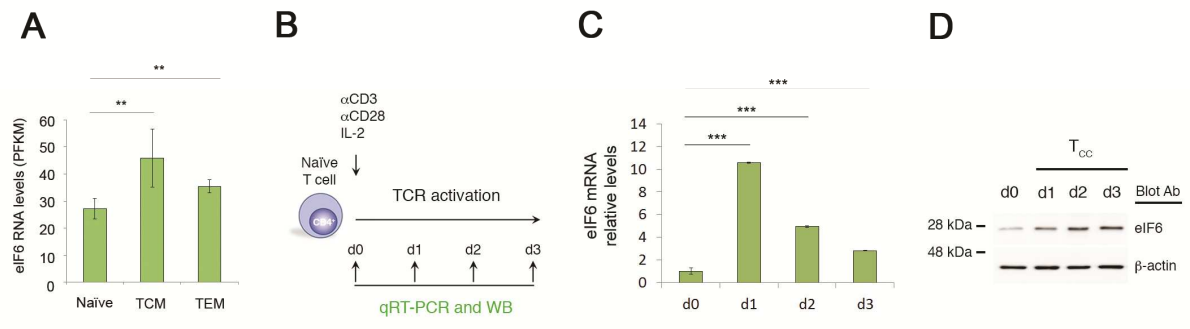 A
eIF6 RNA levels (PFKM)
60
50
40
30
20
10
0
**
**
Naïve
TCM
TEM
B
αCD3
αCD28
IL-2
Naïve
T cell
CD4+
TCR activation
d0
d1
d2
d3
qRT-PCR and WB
C
eIF6 mRNA
relative levels
14
12
10
8
6
4
2
0
***
***
***
d0
d1
d2
d3
D
TCC
d0 d1 d2 d3 Blot Ab
28 kDa eIF6
48 kDa
β-actin